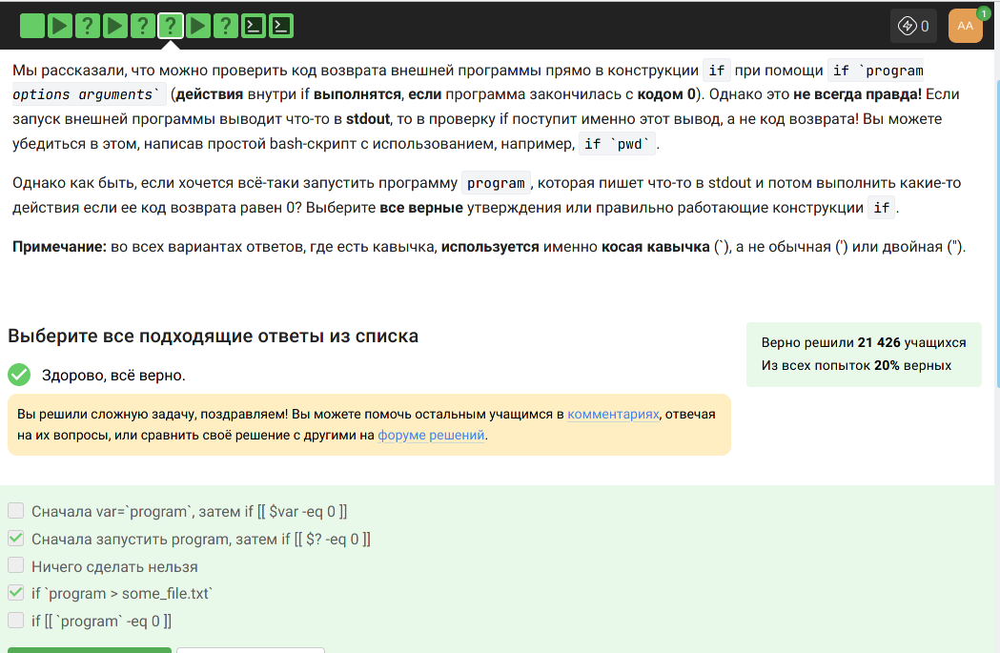 0
AA
1
Мы рассказали, что можно проверить код возврата внешней программы прямо в конструкции if при помощи if `program
options arguments` (действия внутри if выполнятся, если программа закончилась с кодом 0). Однако это не всегда правда! Если
запуск внешней программы выводит что-то в stdout, то в проверку if поступит именно этот вывод, а не код возврата! Вы можете
убедиться в этом, написав простой bash-скрипт с использованием, например, if `pwd`.
Однако как быть, если хочется всё-таки запустить программу program, которая пишет что-то в stdout и потом выполнить какие-то
действия если ее код возврата равен 0? Выберите все верные утверждения или правильно работающие конструкции if.
Примечание: во всех вариантах ответов, где есть кавычка, используется именно косая кавычка (`), а не обычная (') или двойная (").
Выберите все подходящие ответы из списка
Верно решили 21 426 учащихся
Из всех попыток 20% верных
Здорово, всё верно.
Вы решили сложную задачу, поздравляем! Вы можете помочь остальным учащимся в комментариях, отвечая
на их вопросы, или сравнить своё решение с другими на форуме решений.
Сначала var=`program`, затем if [[ $var -eq 0 ]]
Сначала запустить program, затем if [[ $? -eq 0 ]]
Ничего сделать нельзя
if `program > some_file.txt`
if [[ `program` -eq 0 ]]